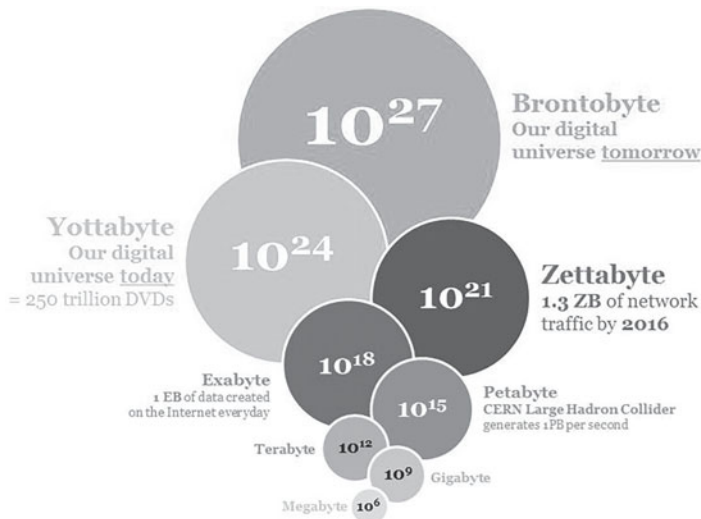 10²⁷
Brontobyte
Our digital
universe tomorrow
Yottabyte
Our digital
universe today
= 250 trillion DVDs
10²⁴
10²¹
Zettabyte
1.3 ZB of network
traffic by 2016
10¹⁸
Exabyte
1 EB of data created
on the Internet everyday
10¹⁵
Petabyte
CERN Large Hadron Collider
generates 1PB per second
Terabyte
10¹²
10⁹
Gigabyte
Megabyte
10⁶